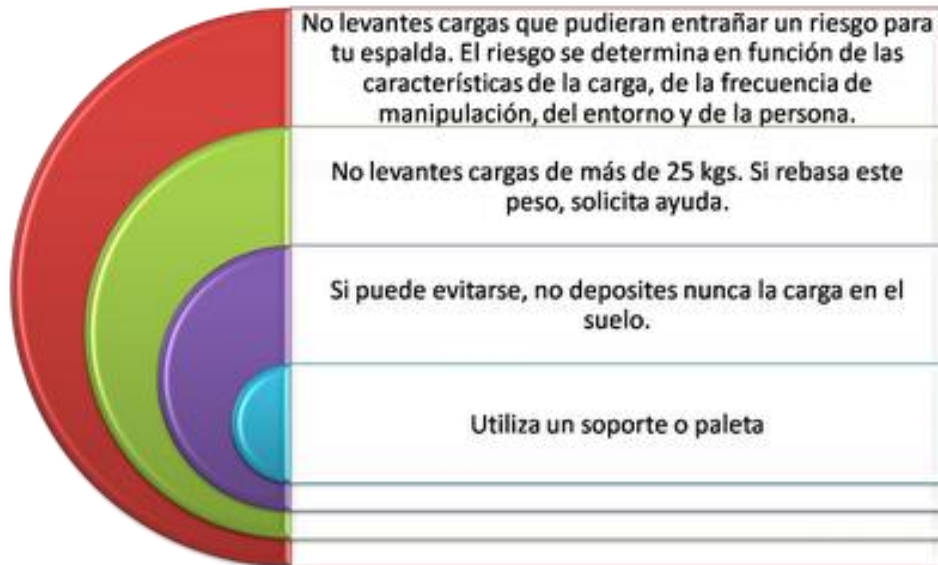 No levantes cargas que pudieran entrañar un riesgo para
tu espalda. El riesgo se determina en función de las
características de la carga, de la frecuencia de
manipulación, del entorno y de la persona.
No levantes cargas de más de 25 kgs. Si rebasa este
peso, solicita ayuda.
Si puede evitarse, no deposites nunca la carga en el
suelo.
Utiliza un soporte o paleta